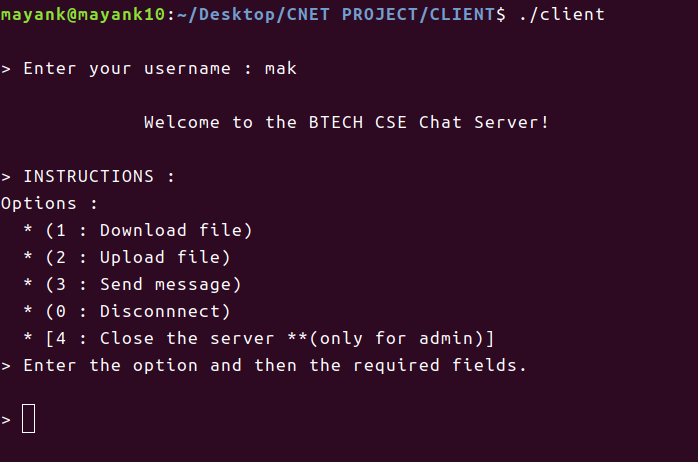 mayank@mayank10:~/Desktop/CNET PROJECT/CLIENT$ ./client
> Enter your username : mak
Welcome to the BTECH CSE Chat Server!
> INSTRUCTIONS :
Options :
* (1 : Download file)
* (2 : Upload file)
* (3 : Send message)
* (0 : Disconnnect)
* [4 : Close the server **(only for admin)]
> Enter the option and then the required fields.
>